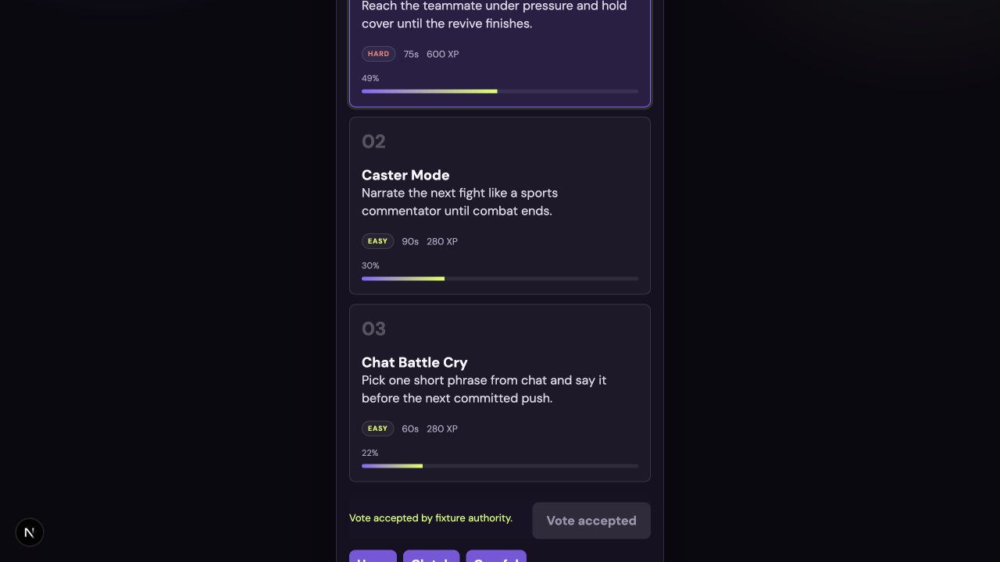 Reach the teammate under pressure and hold
cover until the revive finishes.
HARD 75s 600 XP
49%
02
Caster Mode
Narrate the next fight like a sports
commentator until combat ends.
EASY 90s 280 XP
30%
03
Chat Battle Cry
Pick one short phrase from chat and say it
before the next committed push.
EASY 60s 280 XP
22%
Vote accepted by fixture authority.
Vote accepted
N